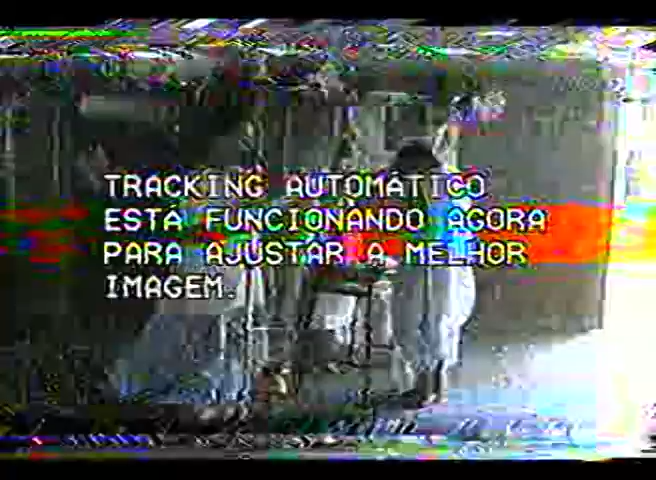 TRACKING AUTOMÁTICO
ESTÁ FUNCIONANDO AGORA
PARA AJUSTAR A MELHOR
IMAGEM.